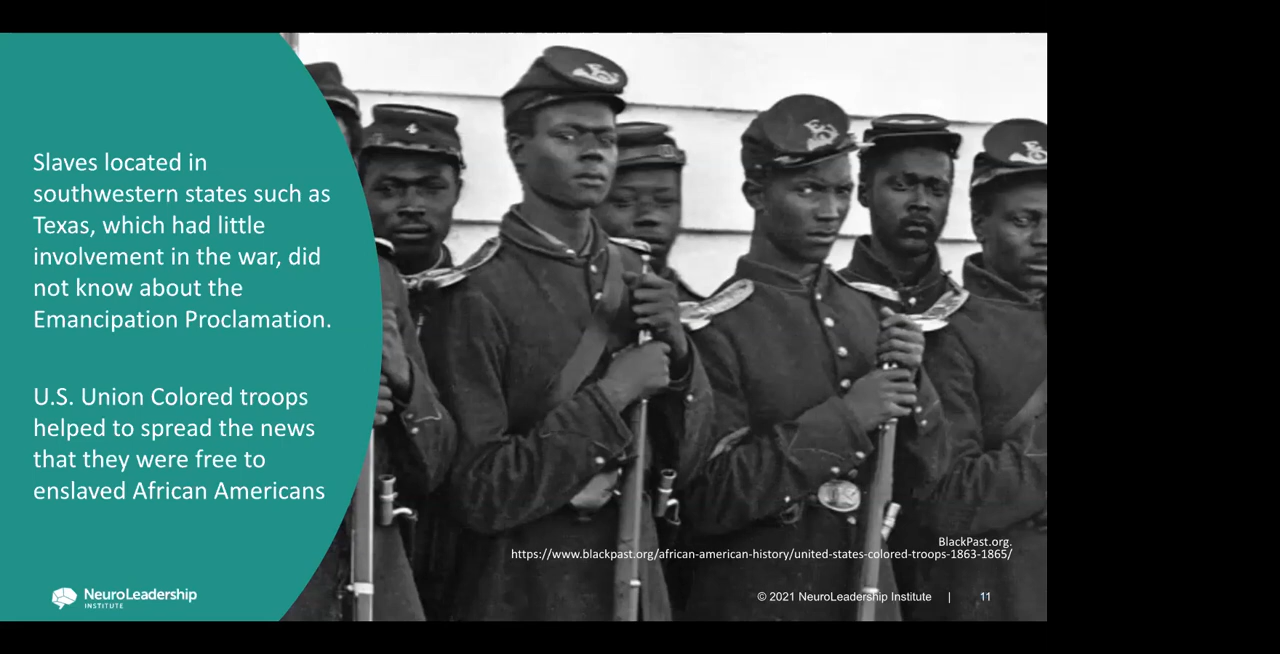 Slaves located in
southwestern states such as
Texas, which had little
involvement in the war, did
not know about the
Emancipation Proclamation.
U.S. Union Colored troops
helped to spread the news
that they were free to
enslaved African Americans
4
BlackPast.org.
https://www.blackpast.org/african-american-history/united-states-colored-troops-1863-1865/
NeuroLeadership
INSTITUTE
© 2021 NeuroLeadership Institute | 11